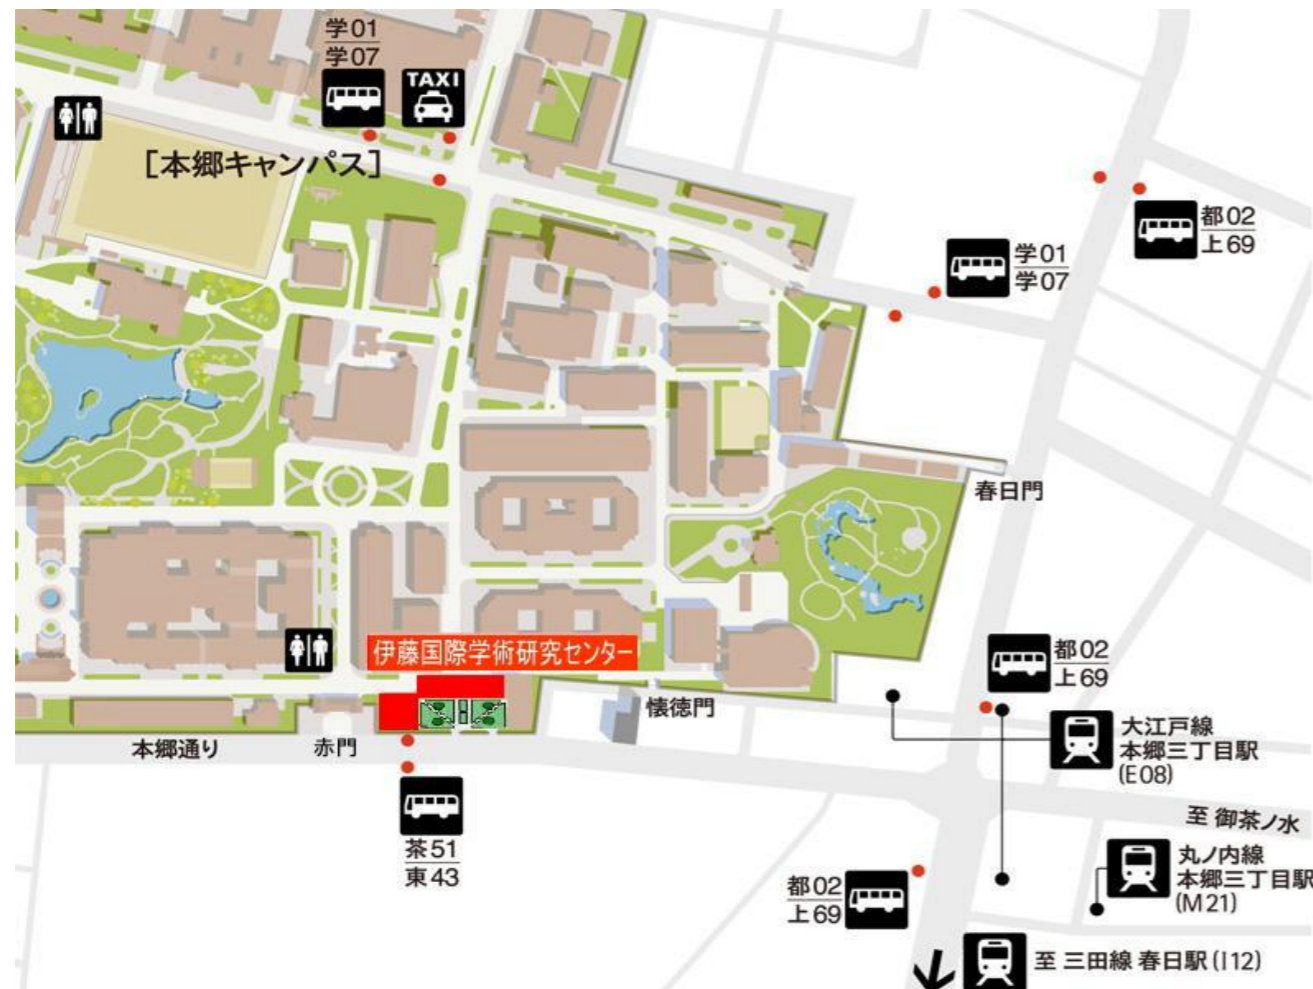 学01
学07
TAXI
[本郷キャンパス]
都02
上69
学01
学07
春日門
伊藤国際学術研究センター
都02
上69
懐徳門
本郷通り
赤門
大江戸線
本郷三丁目駅
(E08)
茶51
東43
至 御茶ノ水
丸ノ内線
本郷三丁目駅
(M21)
都02
上69
至 三田線 春日駅(I12)